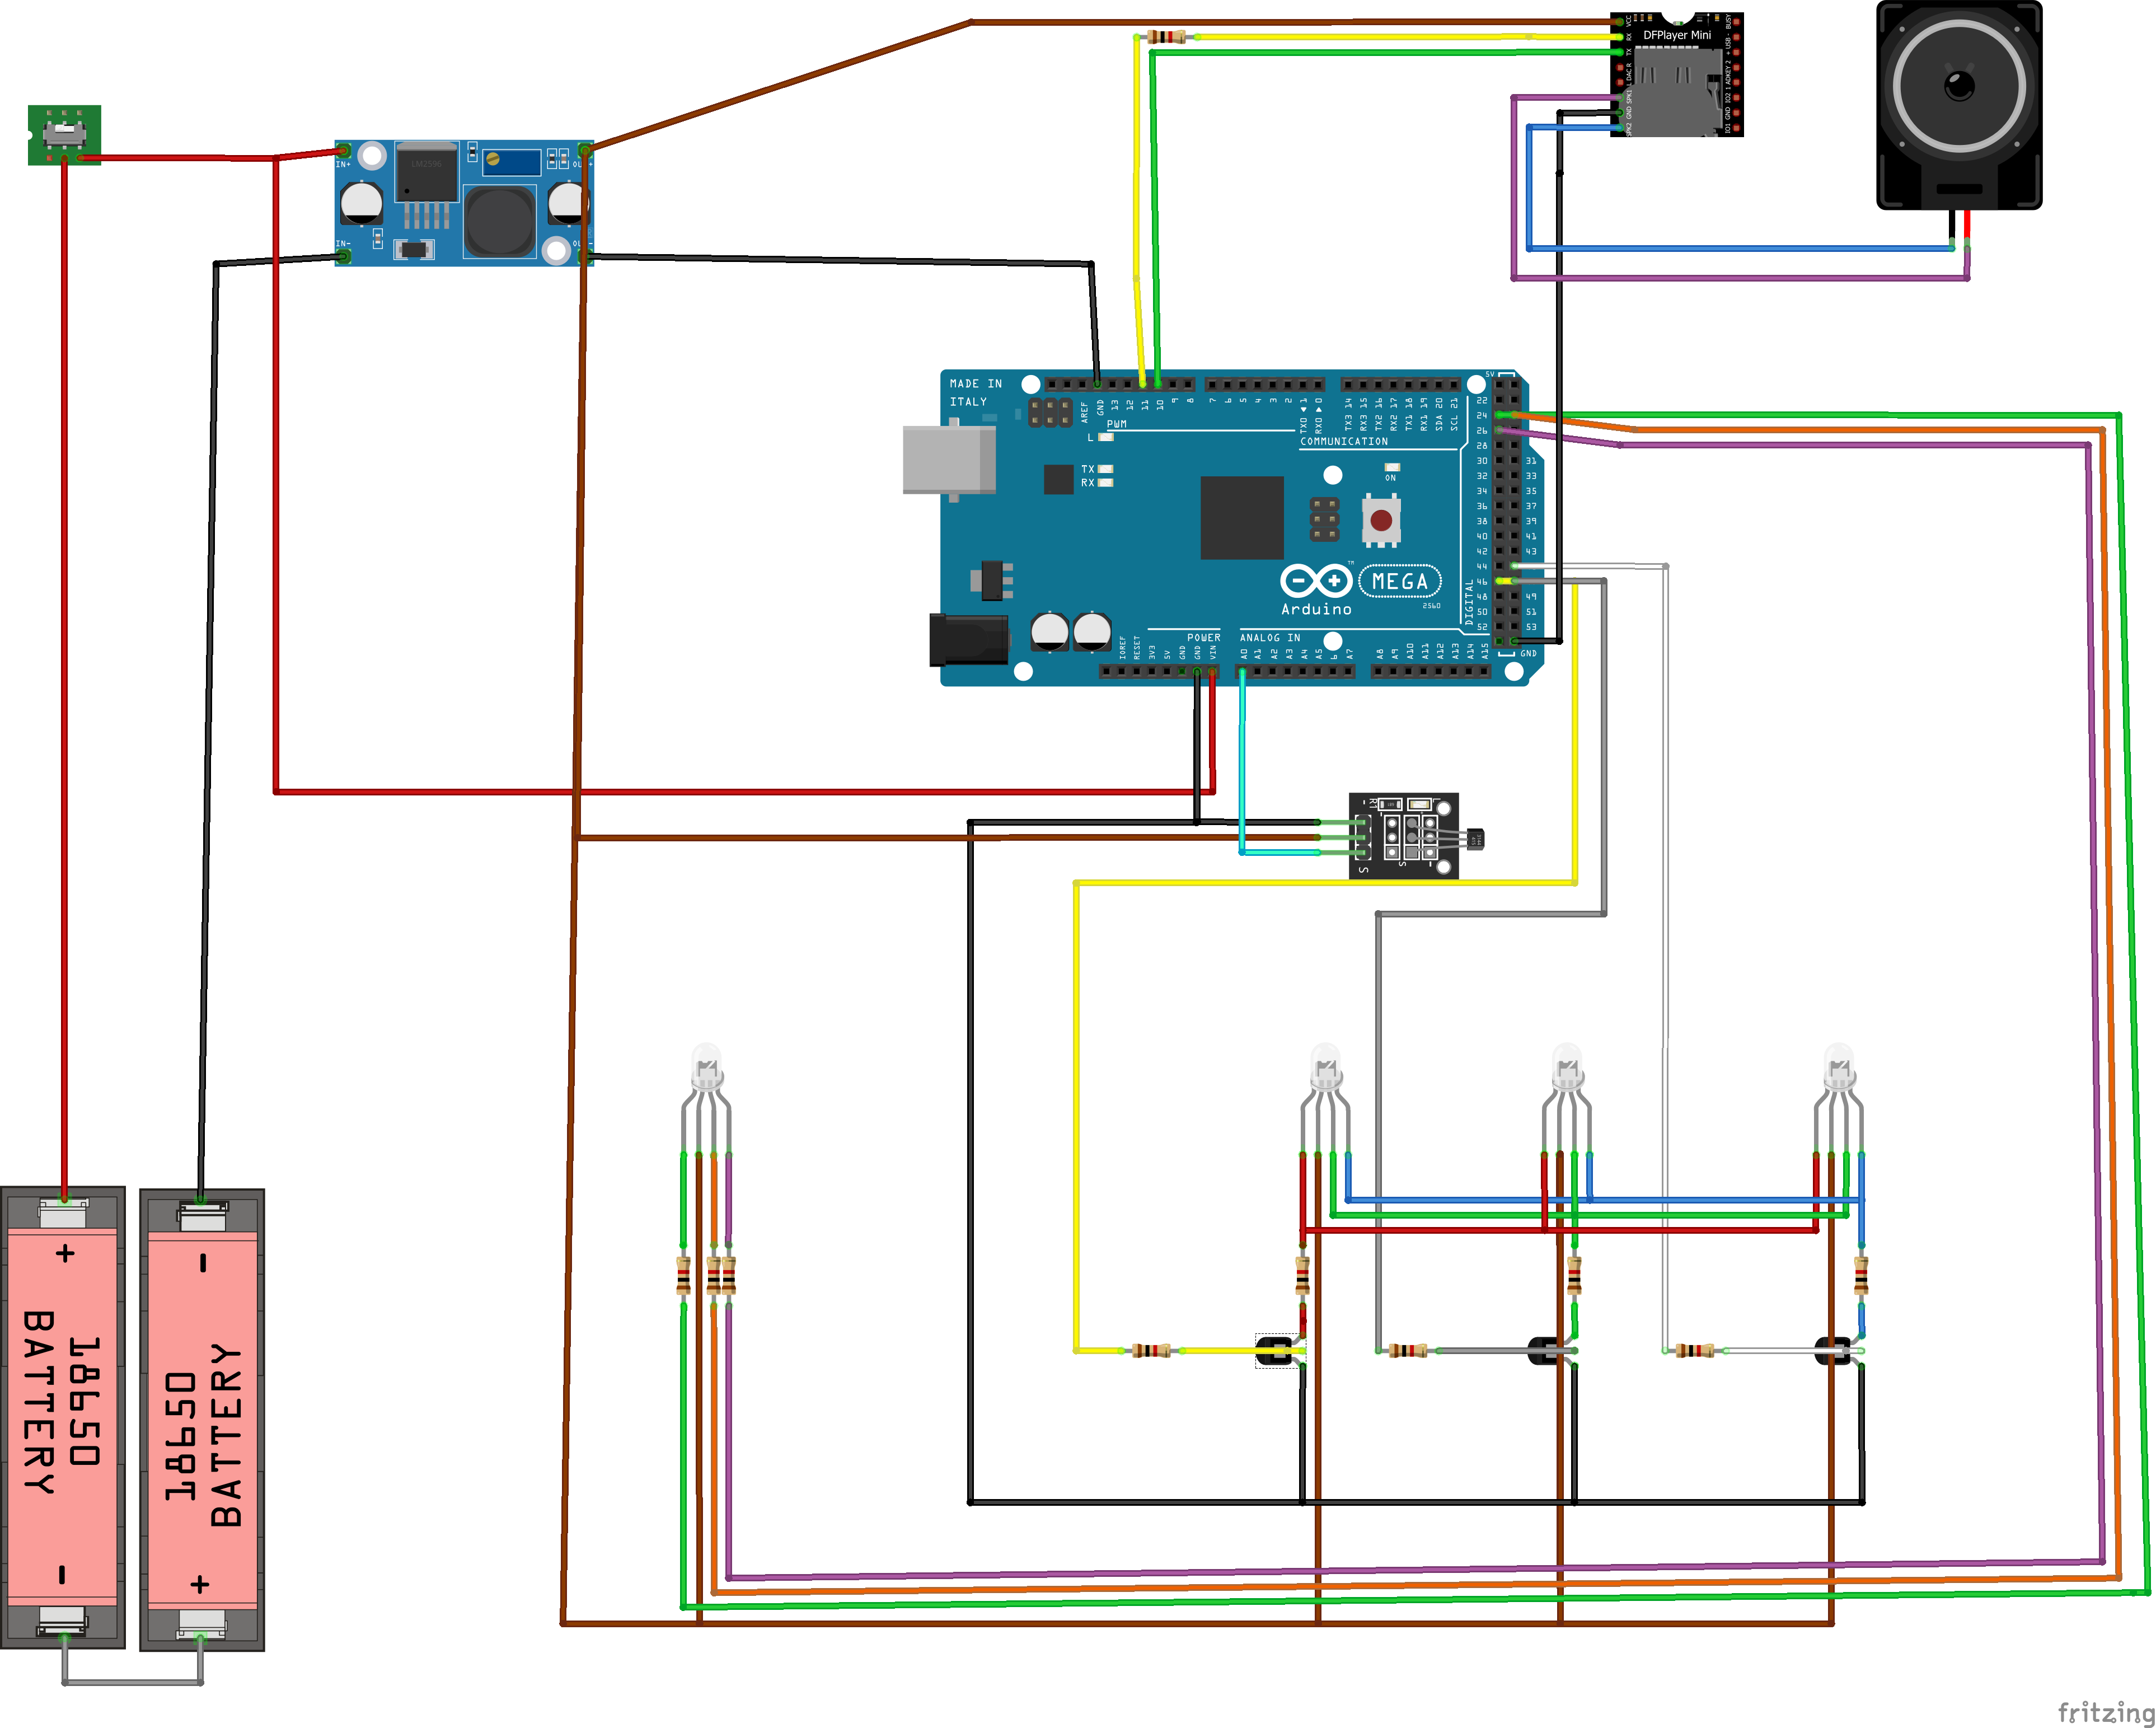 VCC
RX
TX
DAC R
DAC L
SPK1
GND
SPK2
DFPlayer Mini
BUSY
USB -
USB +
ADKEY 2
ADKEY 1
IO2
GND
IO1
IN+
IN-
LM2596
MADE IN
ITALY
AREF
GND
13
12
11
10
9
8
7
6
5
4
3
2
TX0 1
RX0 0
TX3 14
RX3 15
TX2 16
RX2 17
TX1 18
RX1 19
SDA 20
SCL 21
PWM
COMMUNICATION
L
TX
RX
ON
5V
22
24
26
28
30 31
32 33
34 35
36 37
38 39
40 41
42 43
44
46
48 49
50 51
52 53
GND
DIGITAL
TM
MEGA
Arduino
2560
POWER
ANALOG IN
IOREF
RESET
3V3
5V
GND
GND
VIN
A0
A1
A2
A3
A4
A5
6
A7
A8
A9
A10
A11
A12
A13
A14
A15
-
R1
L
S
S
-
+
18650
BATTERY
-
-
18650
BATTERY
+
fritzing